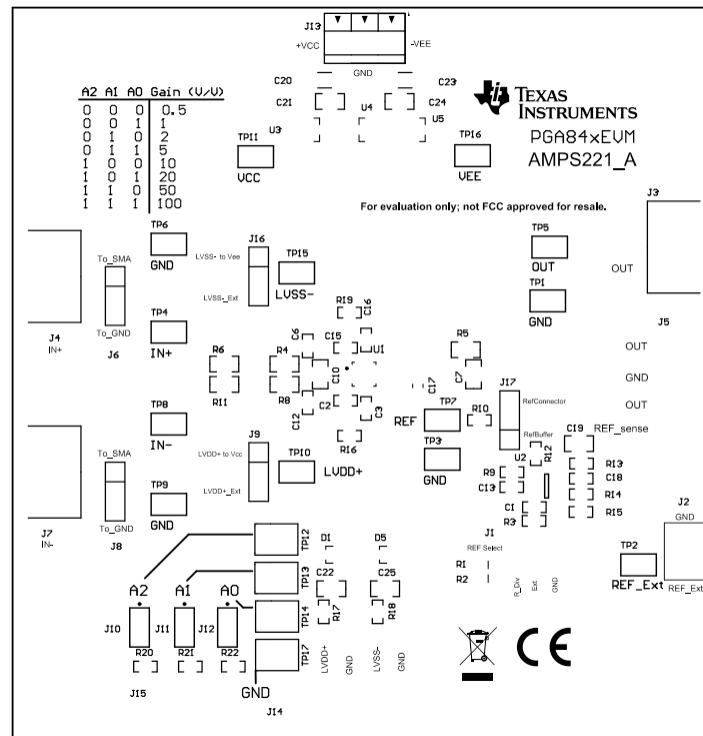 J13
+VCC
-VEE
GND
C20
C23
C21
C24
U4
U3
U5
TP11
VCC
TP16
VEE
TEXAS
INSTRUMENTS
PGA84xEVM
AMPS221_A
A2 A1 A0 Gain (V/V)
0 0 0 0.5
0 0 1 1
0 1 0 2
0 1 1 5
1 0 0 10
1 0 1 20
1 1 0 50
1 1 1 100
For evaluation only; not FCC approved for resale.
J3
TP6
GND
To_SMA
To_GND
J4
IN+
J6
TP4
IN+
J16
LVSS- to Vee
LVSS-_Ext
TP15
LVSS-
TP5
OUT
TP1
GND
OUT
J5
R19
C16
C6
C15
U1
R6
R4
C10
R11
R8
C12
C2
C3
R16
C17
R5
C7
OUT
GND
OUT
REF_sense
TP8
IN-
TP7
REF
R10
J17
RefConnector
RefBuffer
C19
J9
LVDD+ to Vcc
LVDD+_Ext
TP10
LVDD+
TP3
GND
U2
R12
R9
C13
C1
R3
R13
C18
R14
R15
To_SMA
To_GND
J7
IN-
J8
TP9
GND
J2
GND
REF_Ext
TP2
REF_Ext
J1
REF Select
R1
R2
R_Div
Ext
GND
TP12
TP13
TP14
TP17
D1
D5
C22
C25
R17
R18
A2
A1
A0
J10
J11
J12
R20
R21
R22
J15
GND
J14
LVDD+
GND
LVSS-
GND
CE